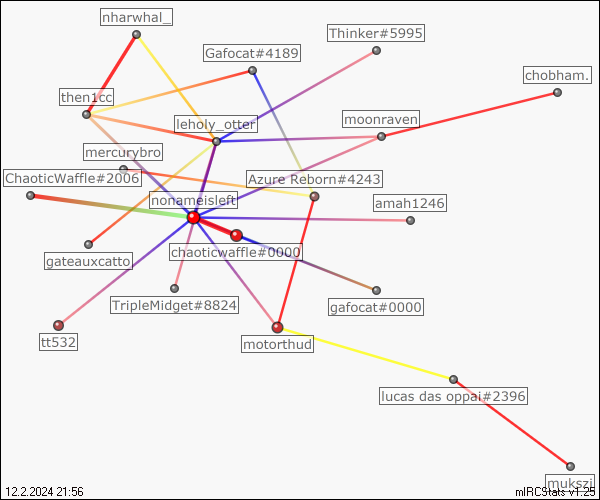 nharwhal_
Thinker#5995
Gafocat#4189
chobham.
then1cc
leholy_otter
moonraven
mercurybro
ChaoticWaffle#2006
Azure Reborn#4243
nonameisleft
amah1246
chaoticwaffle#0000
gateauxcatto
TripleMidget#8824
gafocat#0000
tt532
motorthud
lucas das oppai#2396
mukszi
12.2.2024 21:56
mIRCStats v1.25